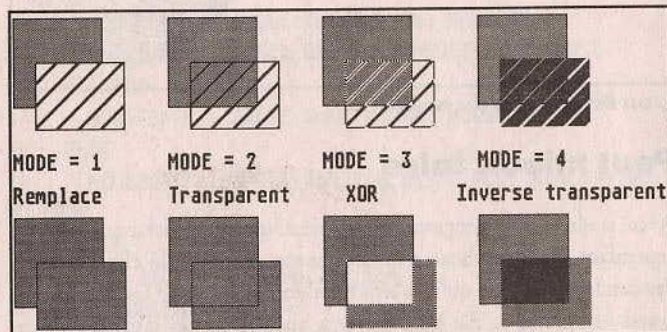 MODE = 1 MODE = 2 MODE = 3 MODE = 4
Remplace Transparent XOR Inverse transparent